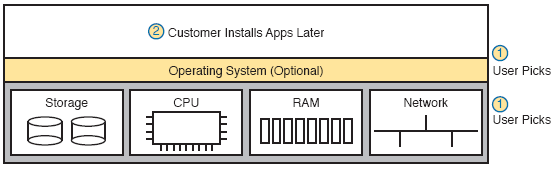 2 Customer Installs Apps Later
1
Operating System (Optional)
User Picks
Storage
CPU
RAM
Network
1
User Picks